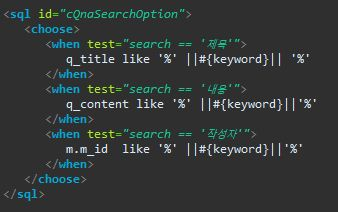 <sql id="cQnaSearchOption">
<choose>
<when test="search == '제목'">
q_title like '%' ||#{keyword}|| '%'
</when>
<when test="search == '내용'">
q_content like '%' ||#{keyword}||'%'
</when>
<when test="search == '작성자'">
m.m_id  like '%' ||#{keyword}||'%'
</when>
</choose>
</sql>